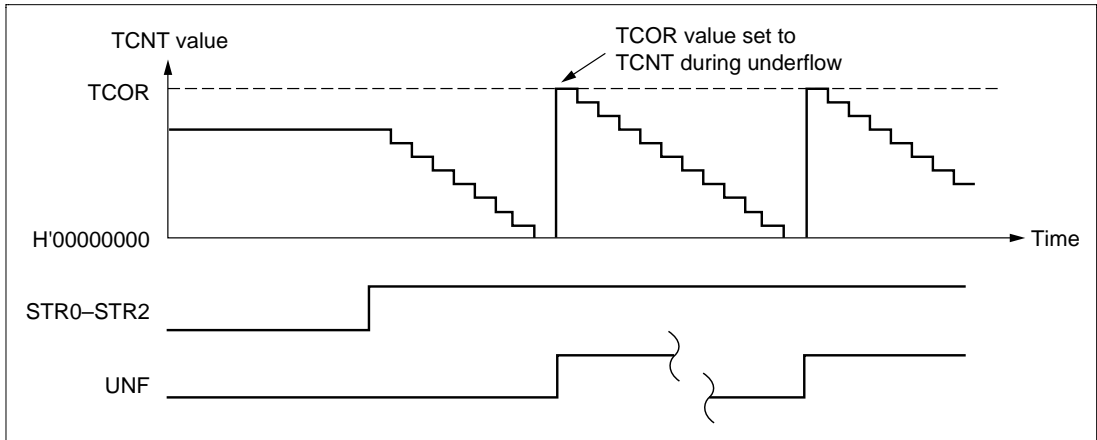 TCNT value
TCOR value set to
TCNT during underflow
TCOR
H'00000000
Time
STR0–STR2
UNF